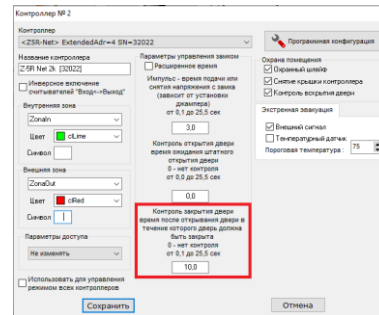 Контроллер № 2
Контроллер
<Z5R-Net> ExtendedAdr=4 SN=32022
Название контроллера
Z-5R Net 2k [32022]
Инверсное включение
считывателей "Вход<->Выход"
Внутренняя зона
ZonaIn
Цвет clLime
Символ
Внешняя зона
ZonaOut
Цвет clRed
Символ
Параметры доступа
Не изменять
Использовать для управления
режимом всех контроллеров
Параметры управления замком
Расширенное время
Импульс - время подачи или
снятия напряжения с замка
(зависит от установки
джампера)
от 0,1 до 25,5 сек
3,0
Контроль открытия двери
время ожидания штатного
открытия двери
0 - нет контроля
от 0,0 до 25,5 сек
0,0
Контроль закрытия двери
время после открывания двери в
течение которого дверь должна
быть закрыта
0 - нет контроля
от 0,1 до 25,5 сек
10,0
Программная конфигурация
Охрана помещения
Охранный шлейф
Снятие крышки контроллера
Контроль вскрытия двери
Экстренная эвакуация
Внешний сигнал
Температурный датчик
Пороговая температура : 75
Сохранить
Отмена